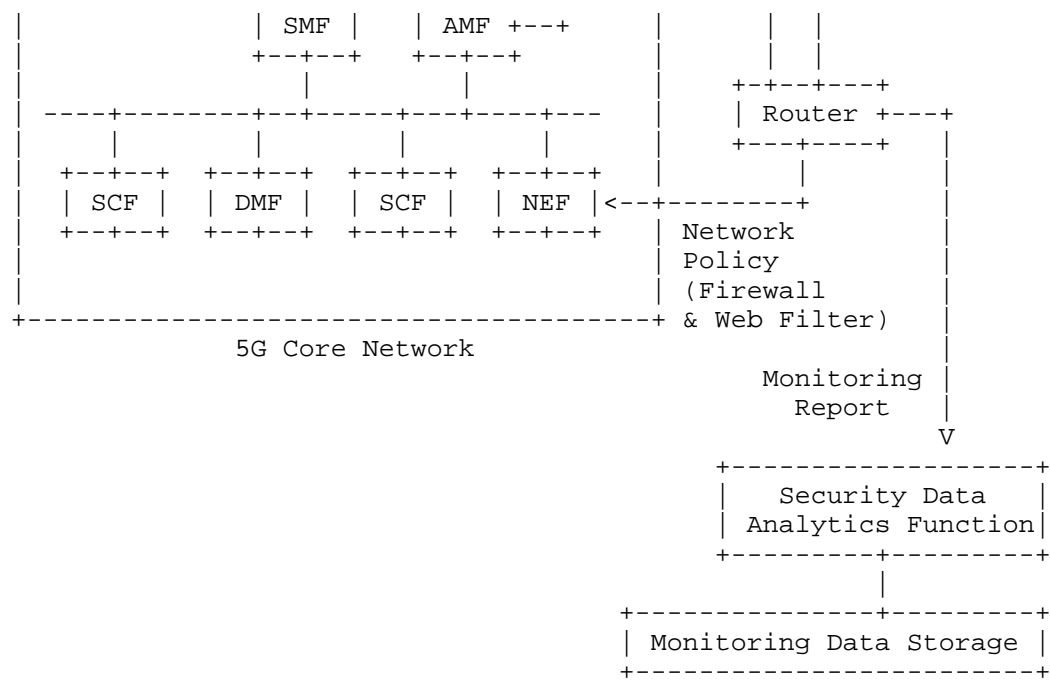 SMF AMF
Router
SCF DMF SCF NEF
Network
Policy
(Firewall
& Web Filter)
5G Core Network
Monitoring
Report
V
Security Data
Analytics Function
Monitoring Data Storage